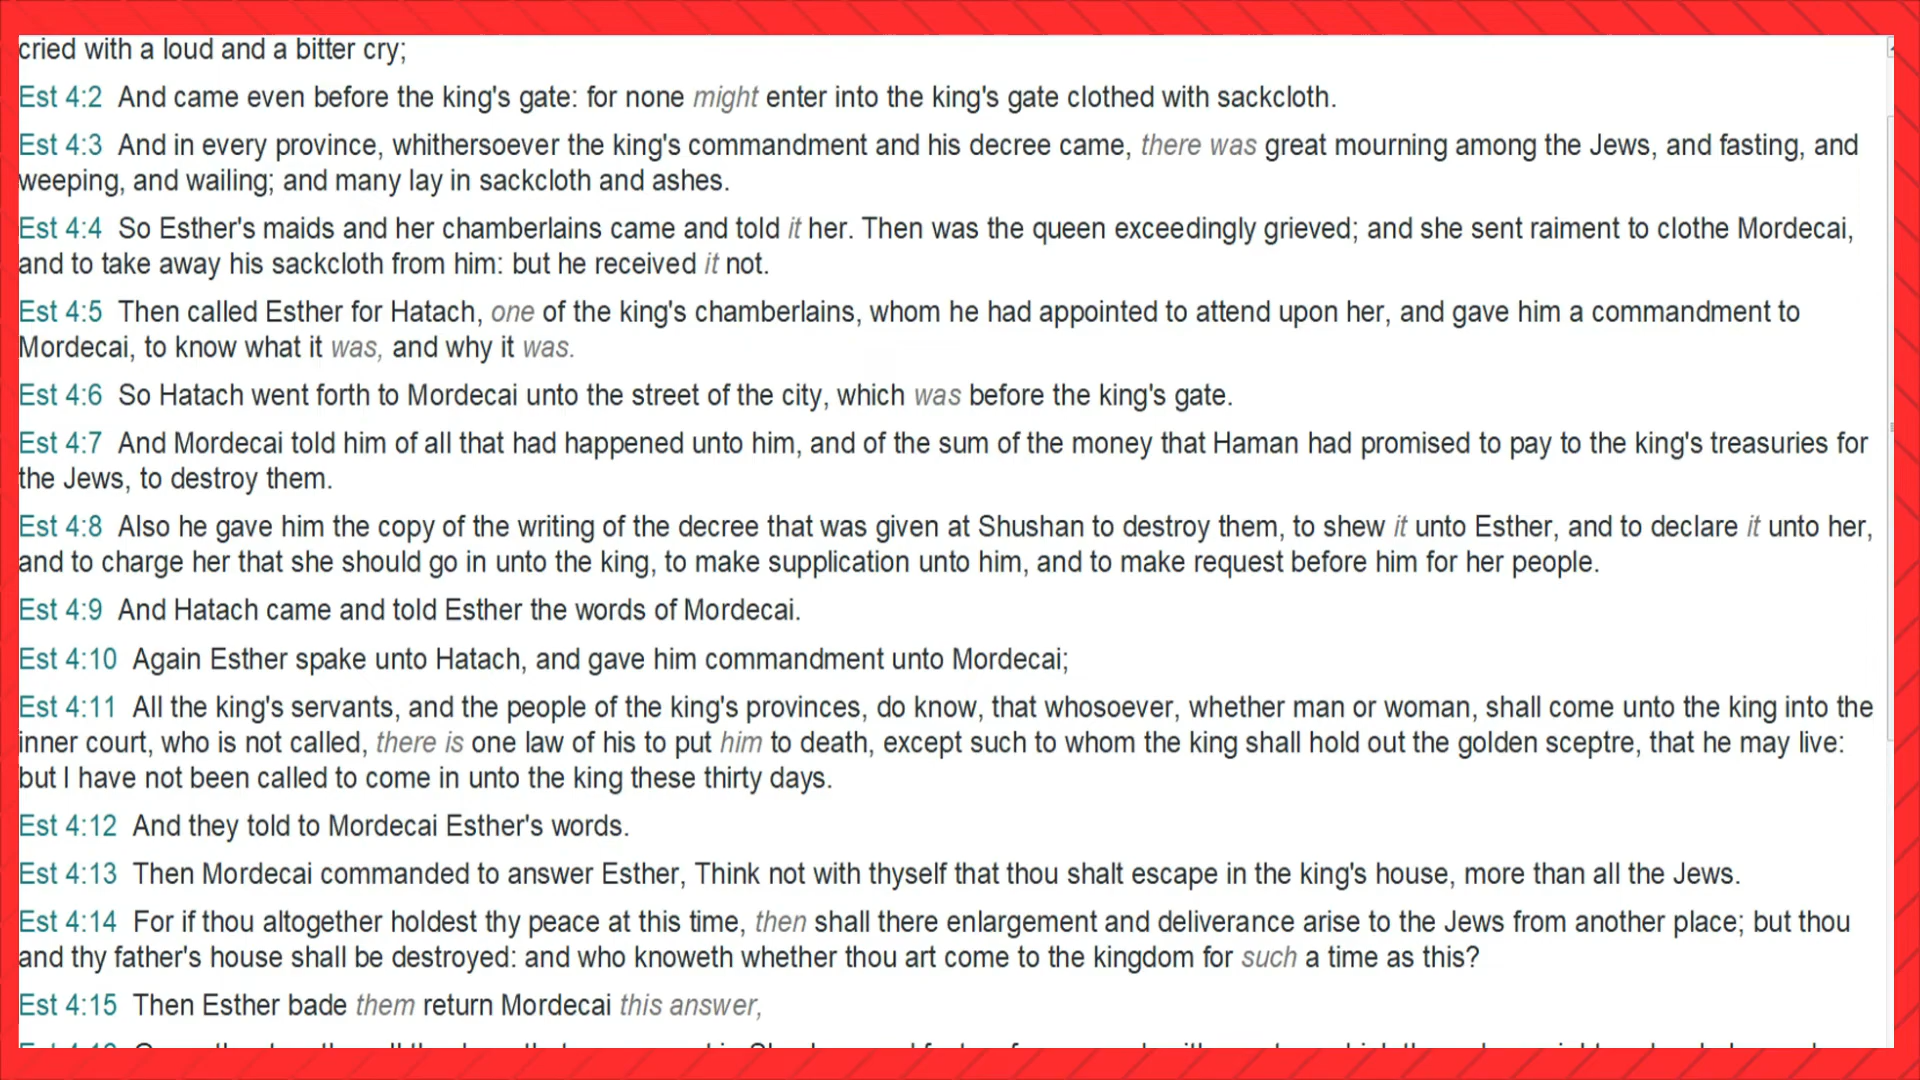 cried with a loud and a bitter cry;
Est 4:2 And came even before the king's gate: for none might enter into the king's gate clothed with sackcloth.
Est 4:3 And in every province, whithersoever the king's commandment and his decree came, there was great mourning among the Jews, and fasting, and
weeping, and wailing; and many lay in sackcloth and ashes.
Est 4:4 So Esther's maids and her chamberlains came and told it her. Then was the queen exceedingly grieved; and she sent raiment to clothe Mordecai,
and to take away his sackcloth from him: but he received it not.
Est 4:5 Then called Esther for Hatach, one of the king's chamberlains, whom he had appointed to attend upon her, and gave him a commandment to
Mordecai, to know what it was, and why it was.
Est 4:6 So Hatach went forth to Mordecai unto the street of the city, which was before the king's gate.
Est 4:7 And Mordecai told him of all that had happened unto him, and of the sum of the money that Haman had promised to pay to the king's treasuries for
the Jews, to destroy them.
Est 4:8 Also he gave him the copy of the writing of the decree that was given at Shushan to destroy them, to shew it unto Esther, and to declare it unto her,
and to charge her that she should go in unto the king, to make supplication unto him, and to make request before him for her people.
Est 4:9 And Hatach came and told Esther the words of Mordecai.
Est 4:10 Again Esther spake unto Hatach, and gave him commandment unto Mordecai;
Est 4:11 All the king's servants, and the people of the king's provinces, do know, that whosoever, whether man or woman, shall come unto the king into the
inner court, who is not called, there is one law of his to put him to death, except such to whom the king shall hold out the golden sceptre, that he may live:
but I have not been called to come in unto the king these thirty days.
Est 4:12 And they told to Mordecai Esther's words.
Est 4:13 Then Mordecai commanded to answer Esther, Think not with thyself that thou shalt escape in the king's house, more than all the Jews.
Est 4:14 For if thou altogether holdest thy peace at this time, then shall there enlargement and deliverance arise to the Jews from another place; but thou
and thy father's house shall be destroyed: and who knoweth whether thou art come to the kingdom for such a time as this?
Est 4:15 Then Esther bade them return Mordecai this answer,